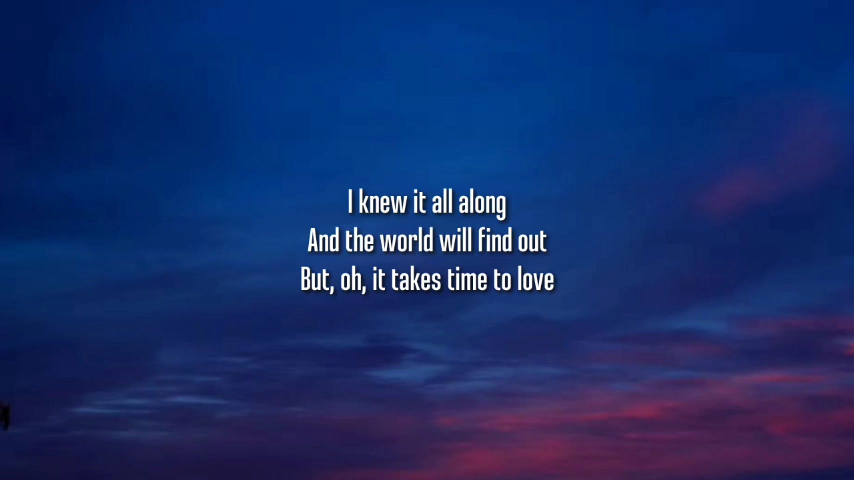 I knew it all along
And the world will find out
But, oh, it takes time to love